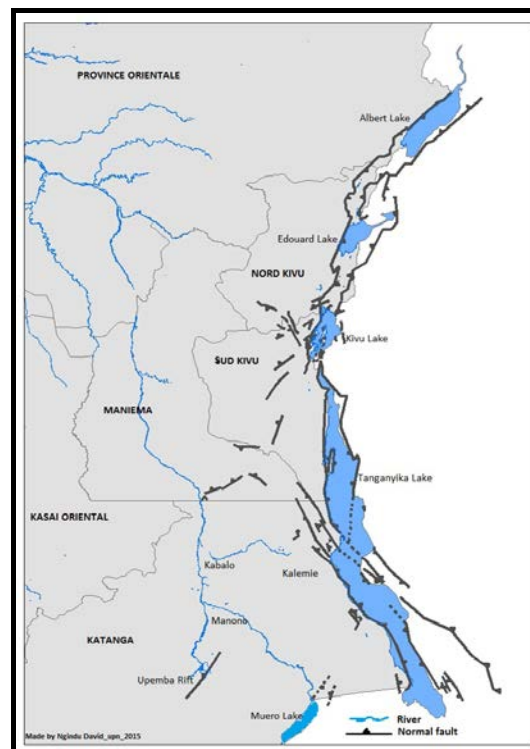 PROVINCE ORIENTALE
Albert Lake
Edouard Lake
NORD KIVU
Kivu Lake
SUD KIVU
MANIEMA
Tanganyika Lake
KASAI ORIENTAL
Kabalo
Kalemie
Manono
KATANGA
Upemba Rift
Muero Lake
River
Normal fault
Made by Ngindu David_upn_2015